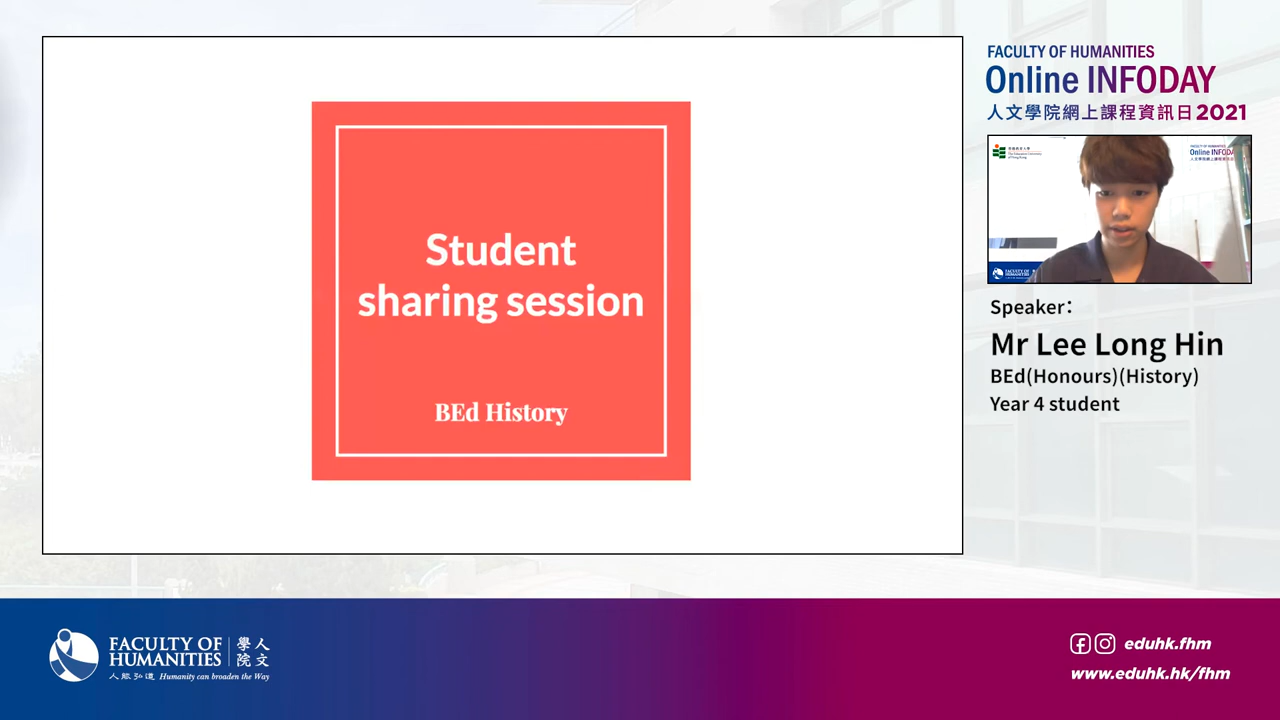 Student
sharing session
BEd History
FACULTY OF HUMANITIES
Online INFODAY
人文學院網上課程資訊日2021
Speaker:
Mr Lee Long Hin
BEd(Honours)(History)
Year 4 student
FACULTY OF
HUMANITIES
學人
院文
人能弘道 Humanity can broaden the Way
eduhk.fhm
www.eduhk.hk/fhm